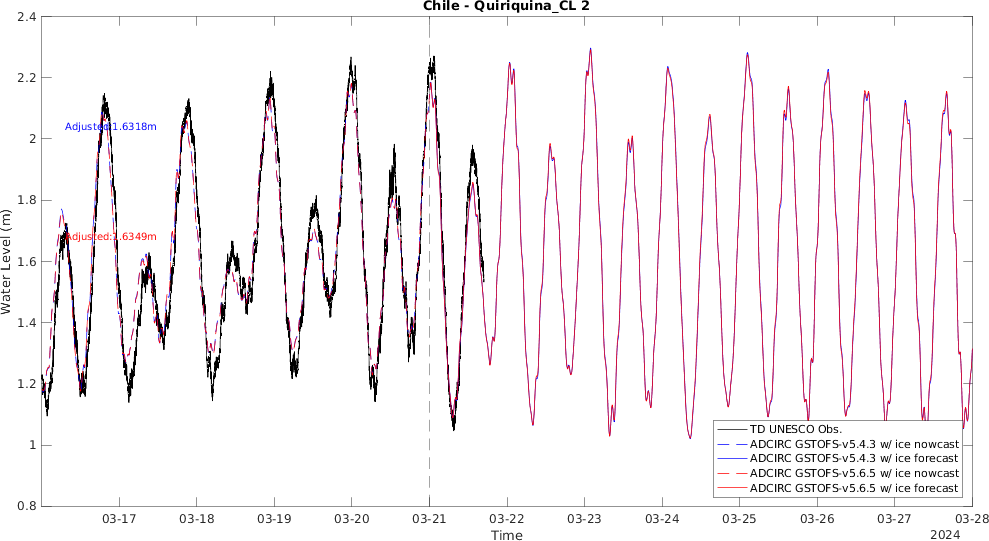 Chile - Quiriquina_CL 2
2.4
2.2
2
1.8
1.6
1.4
1.2
1
0.8
Water Level (m)
Adjusted:1.6318m
Adjusted:1.6349m
TD UNESCO Obs.
ADCIRC GSTOFS-v5.4.3 w/ ice nowcast
ADCIRC GSTOFS-v5.4.3 w/ ice forecast
ADCIRC GSTOFS-v5.6.5 w/ ice nowcast
ADCIRC GSTOFS-v5.6.5 w/ ice forecast
03-17 03-18 03-19 03-20 03-21 03-22 03-23 03-24 03-25 03-26 03-27 03-28
Time
2024